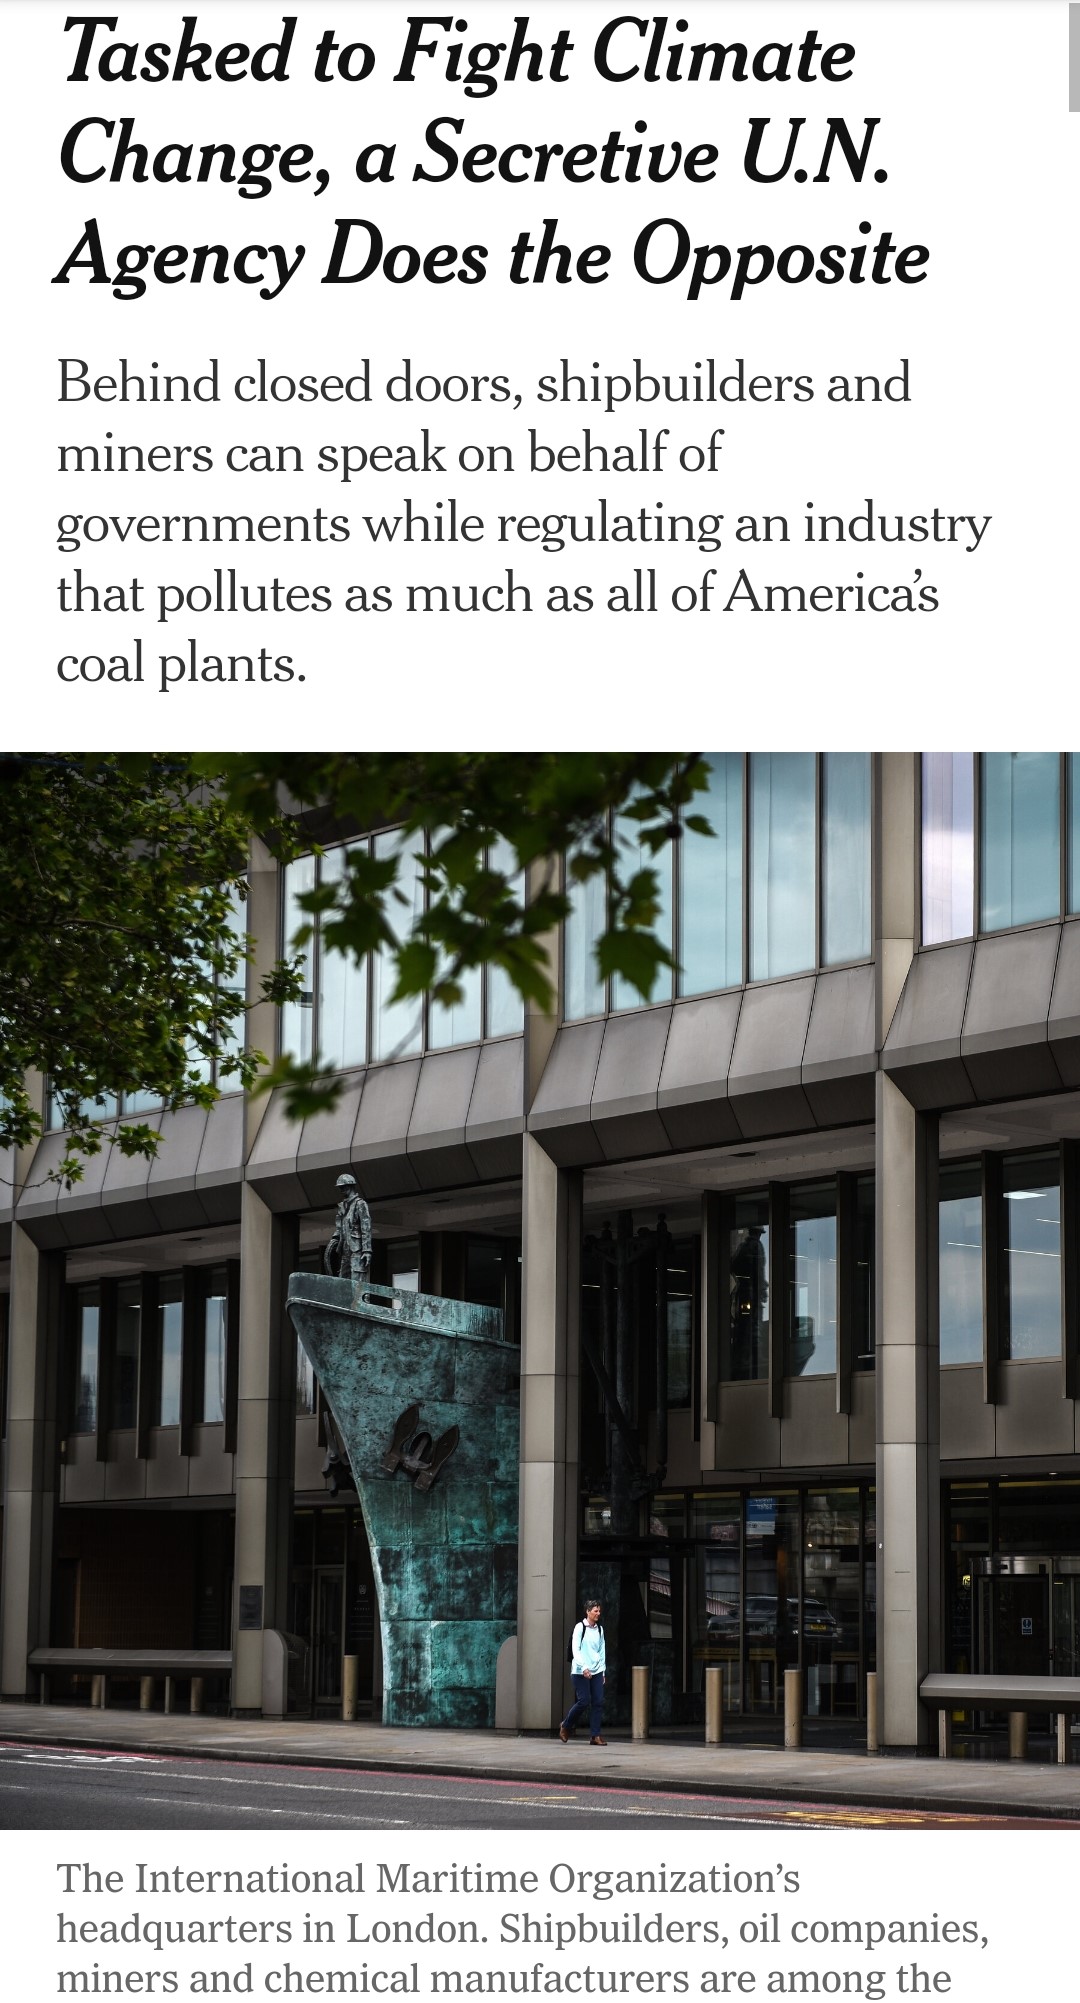 Tasked to Fight Climate
Change, a Secretive U.N.
Agency Does the Opposite
Behind closed doors, shipbuilders and
miners can speak on behalf of
governments while regulating an industry
that pollutes as much as all of America’s
coal plants.
The International Maritime Organization’s
headquarters in London. Shipbuilders, oil companies,
miners and chemical manufacturers are among the